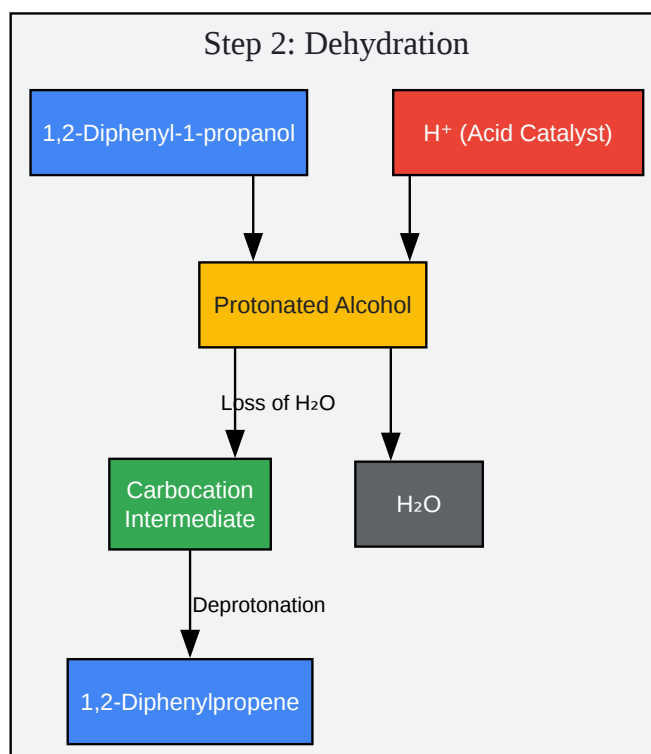 Step 2: Dehydration
1,2-Diphenyl-1-propanol
H⁺ (Acid Catalyst)
Protonated Alcohol
Loss of H₂O
Carbocation
Intermediate
H₂O
Deprotonation
1,2-Diphenylpropene